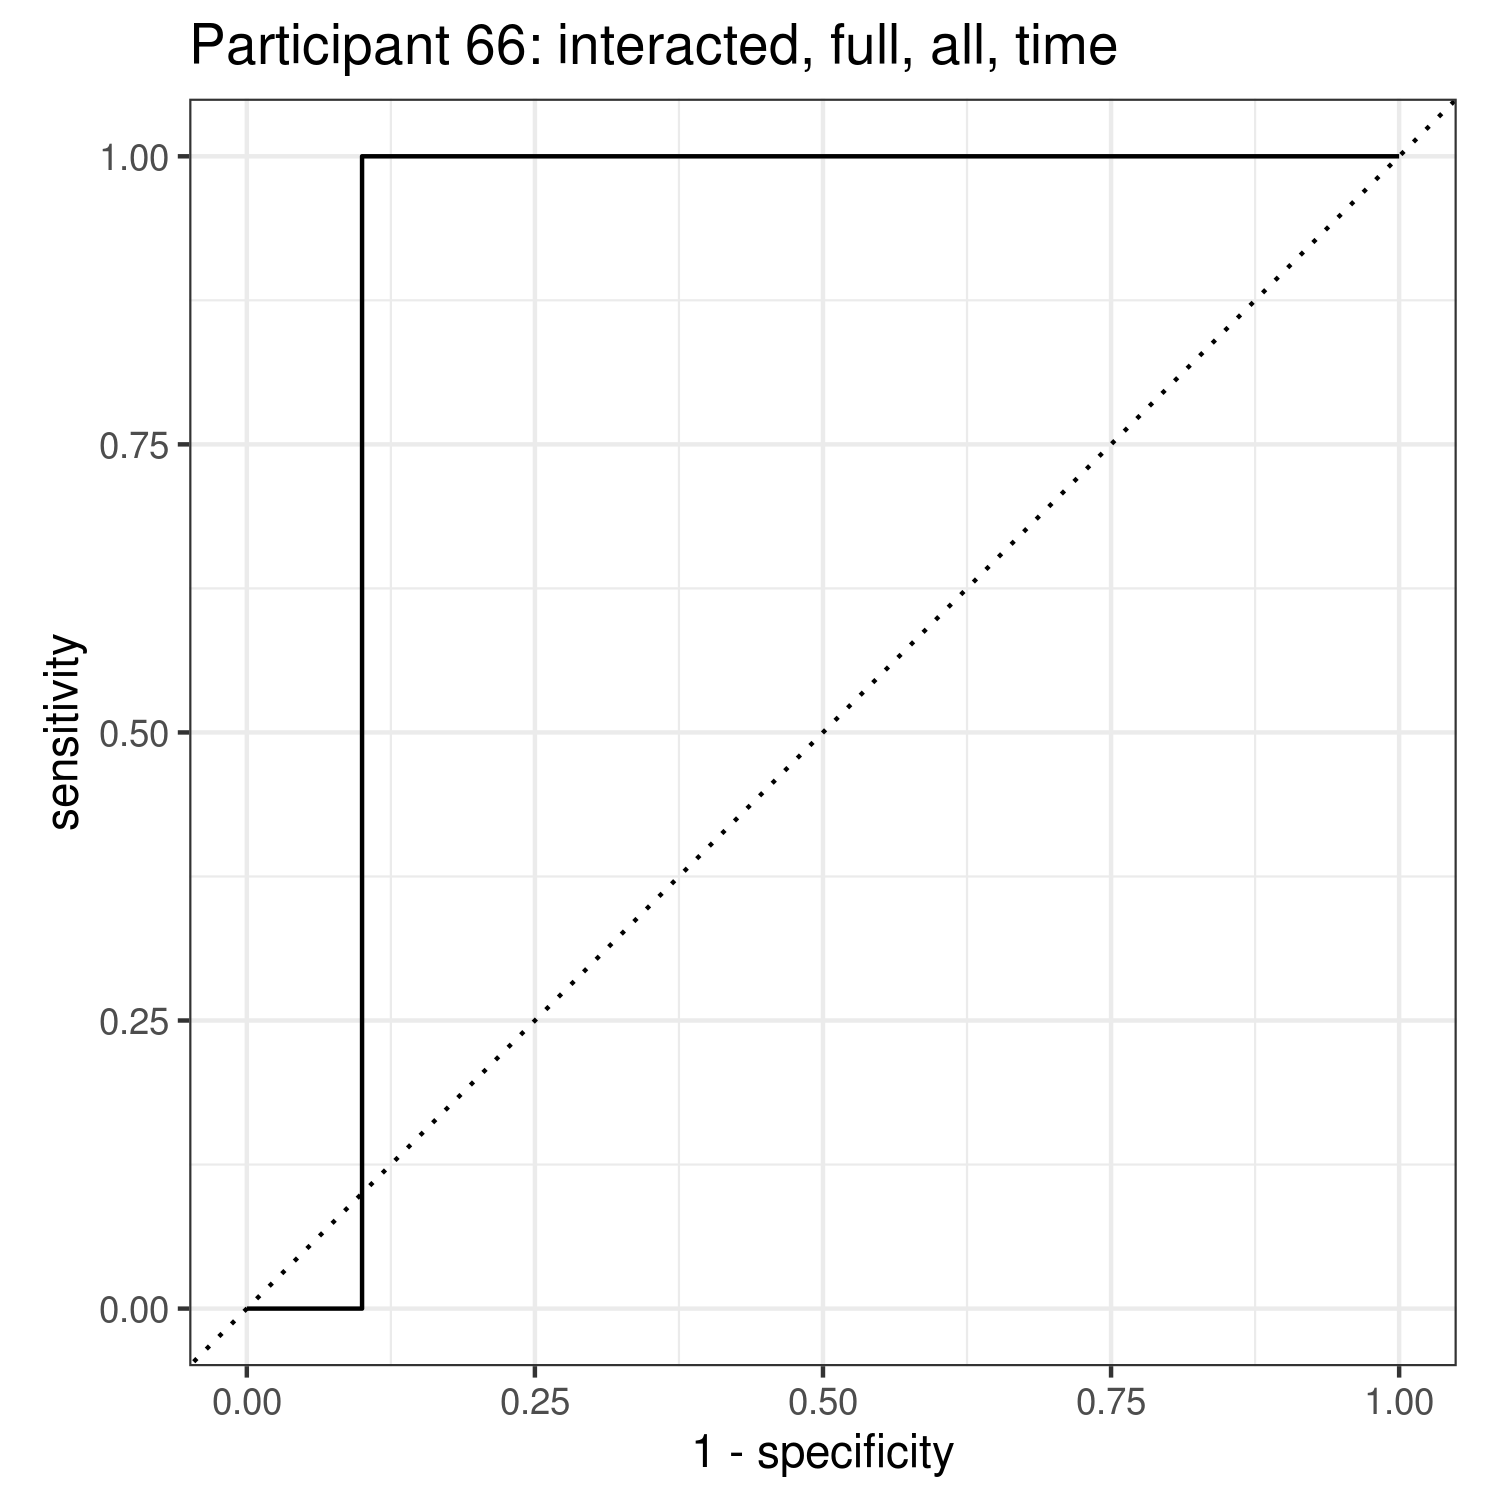 Participant 66: interacted, full, all, time
1.00
0.75
0.50
0.25
0.00
sensitivity
0.00 0.25 0.50 0.75 1.00
1 - specificity